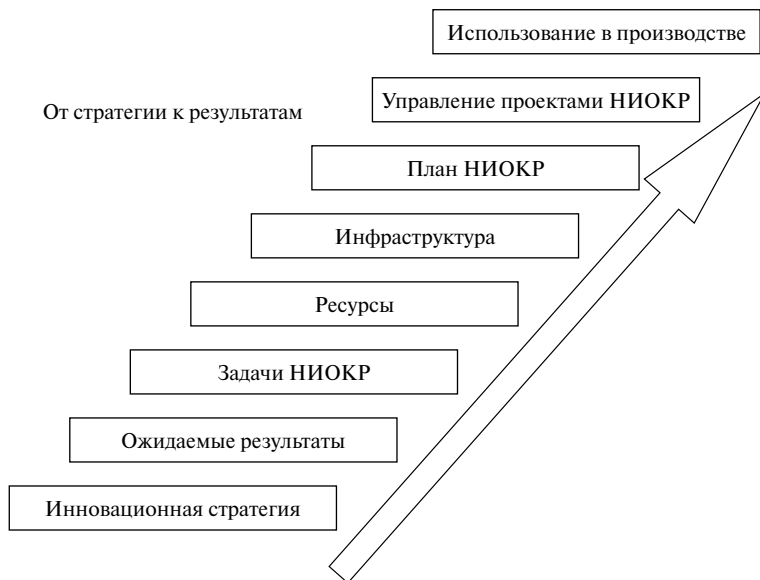 Использование в производстве
Управление проектами НИОКР
От стратегии к результатам
План НИОКР
Инфраструктура
Ресурсы
Задачи НИОКР
Ожидаемые результаты
Инновационная стратегия